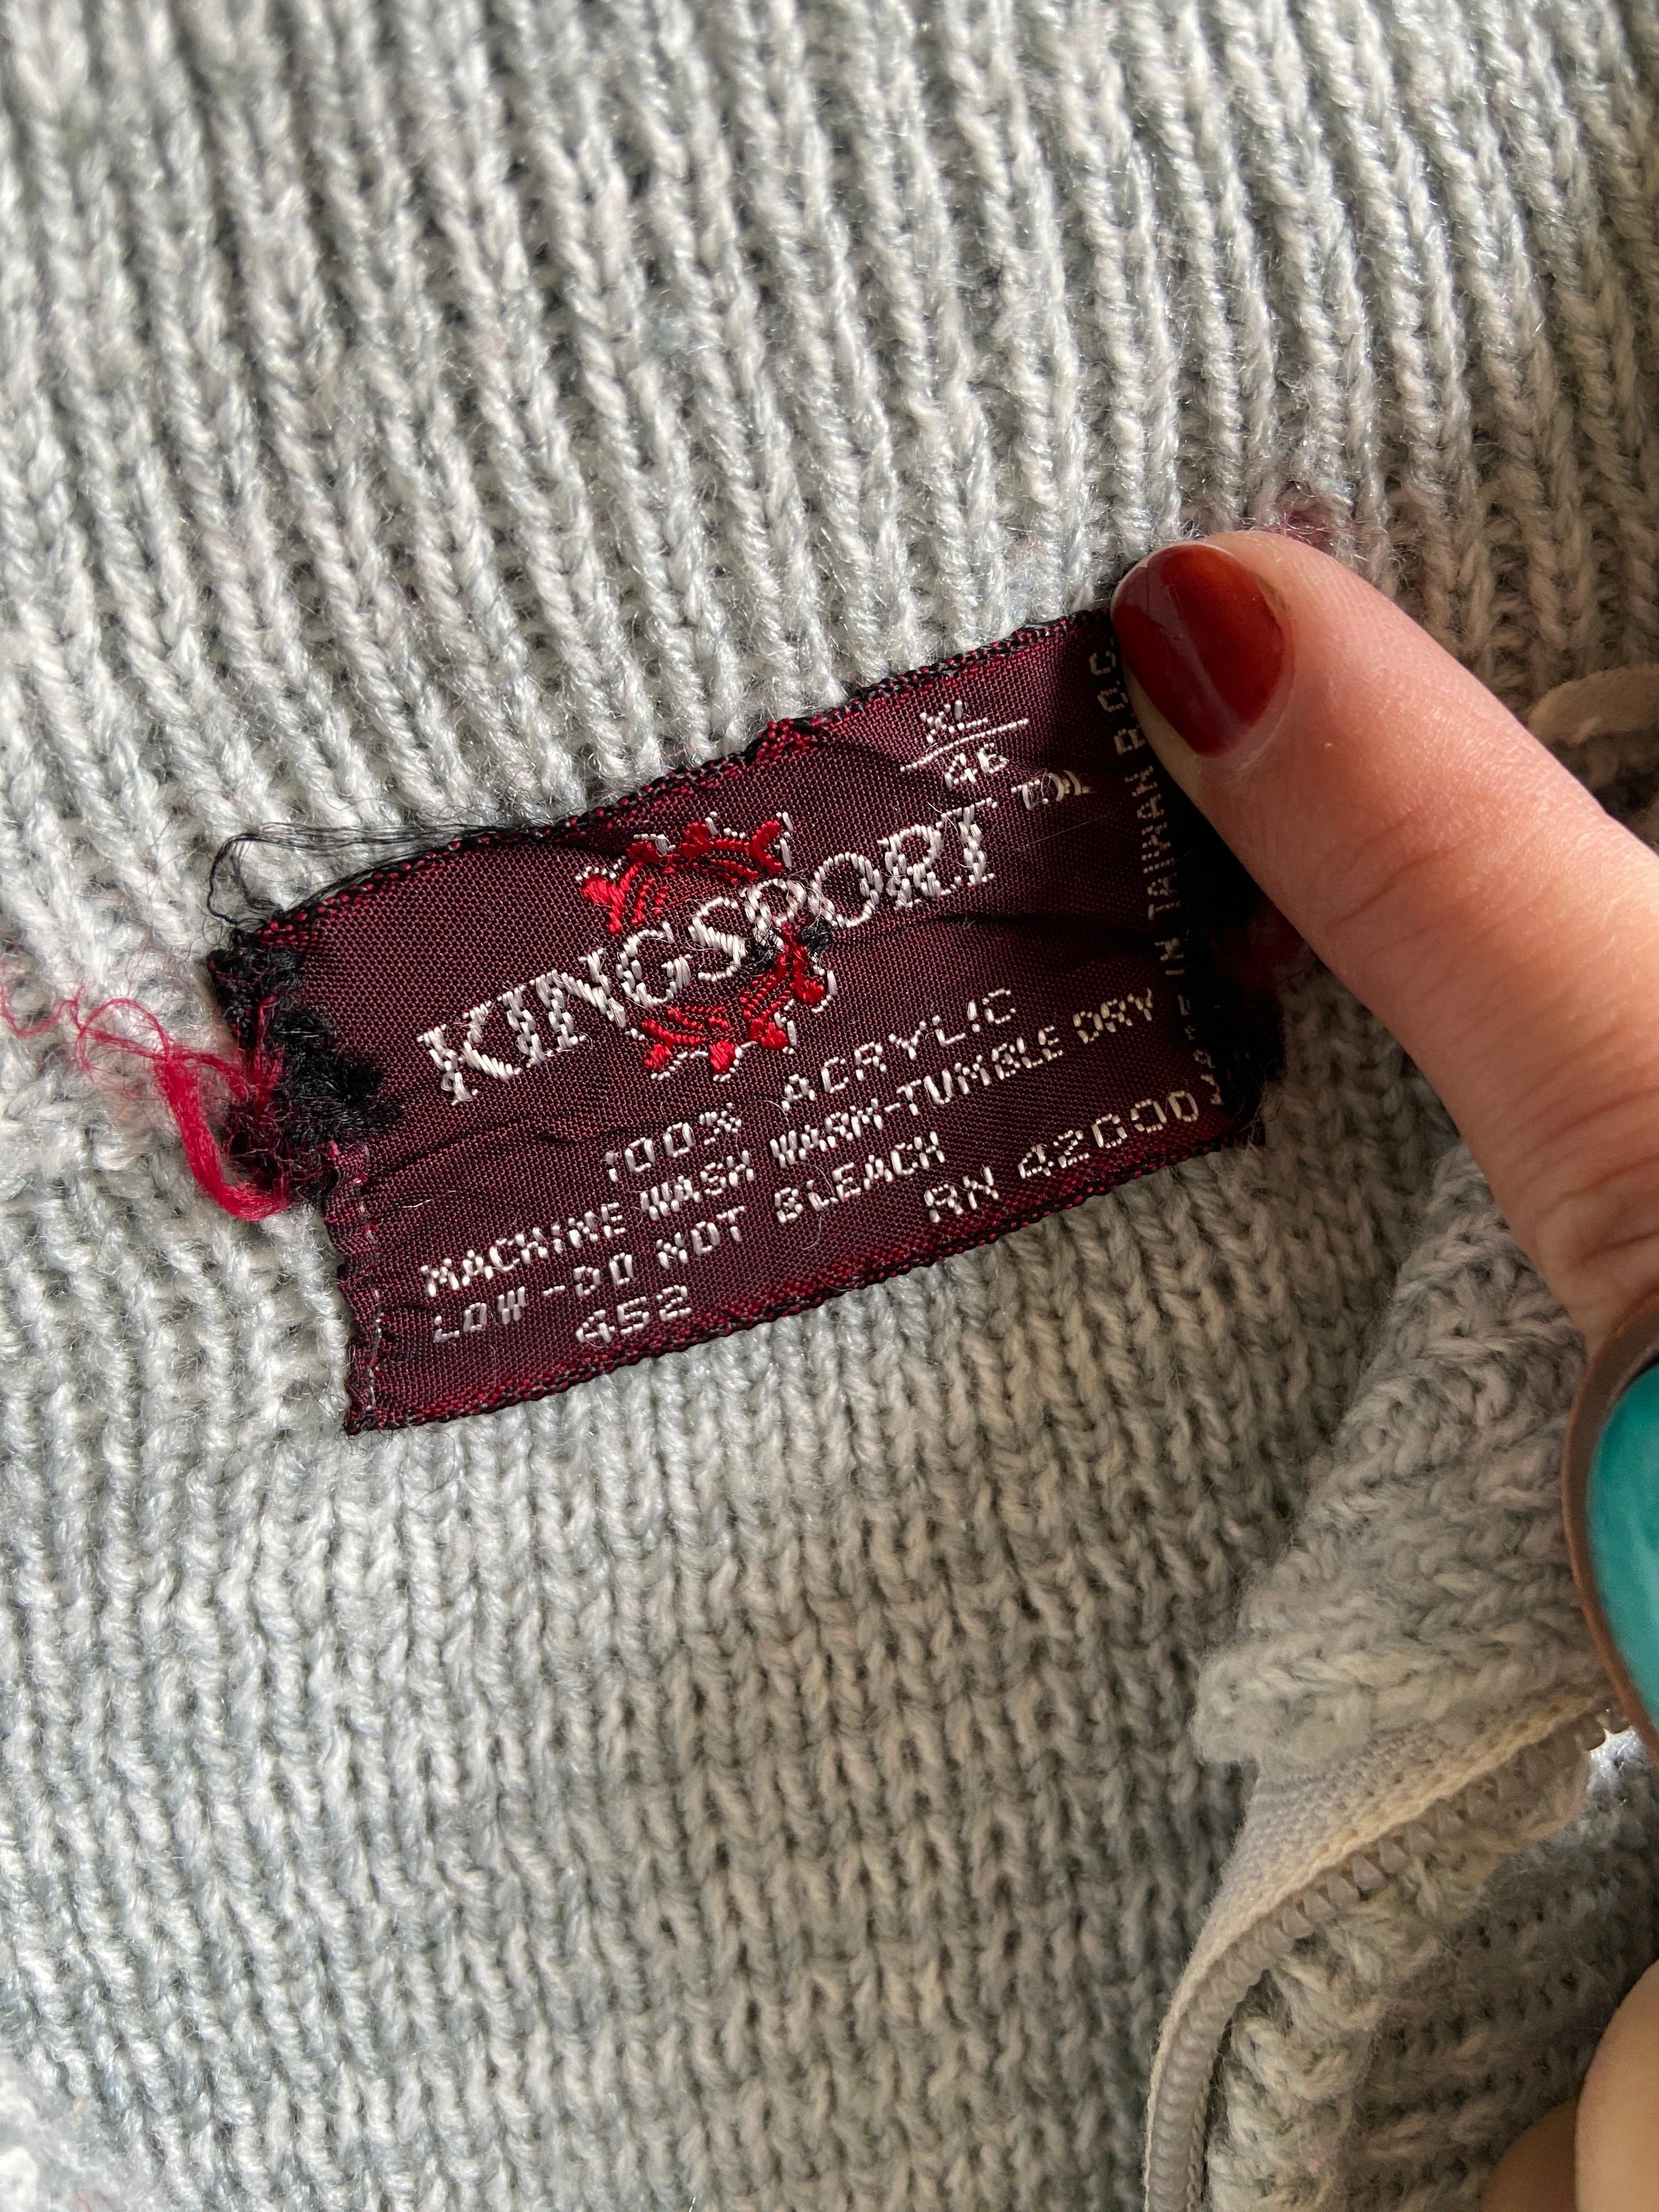 XL
46
KINGSPORT TM
100% ACRYLIC
MACHINE WASH WARM-TUMBLE DRY
LOW-DO NOT BLEACH
452 RN 42000
MADE IN TAIWAN R.O.C